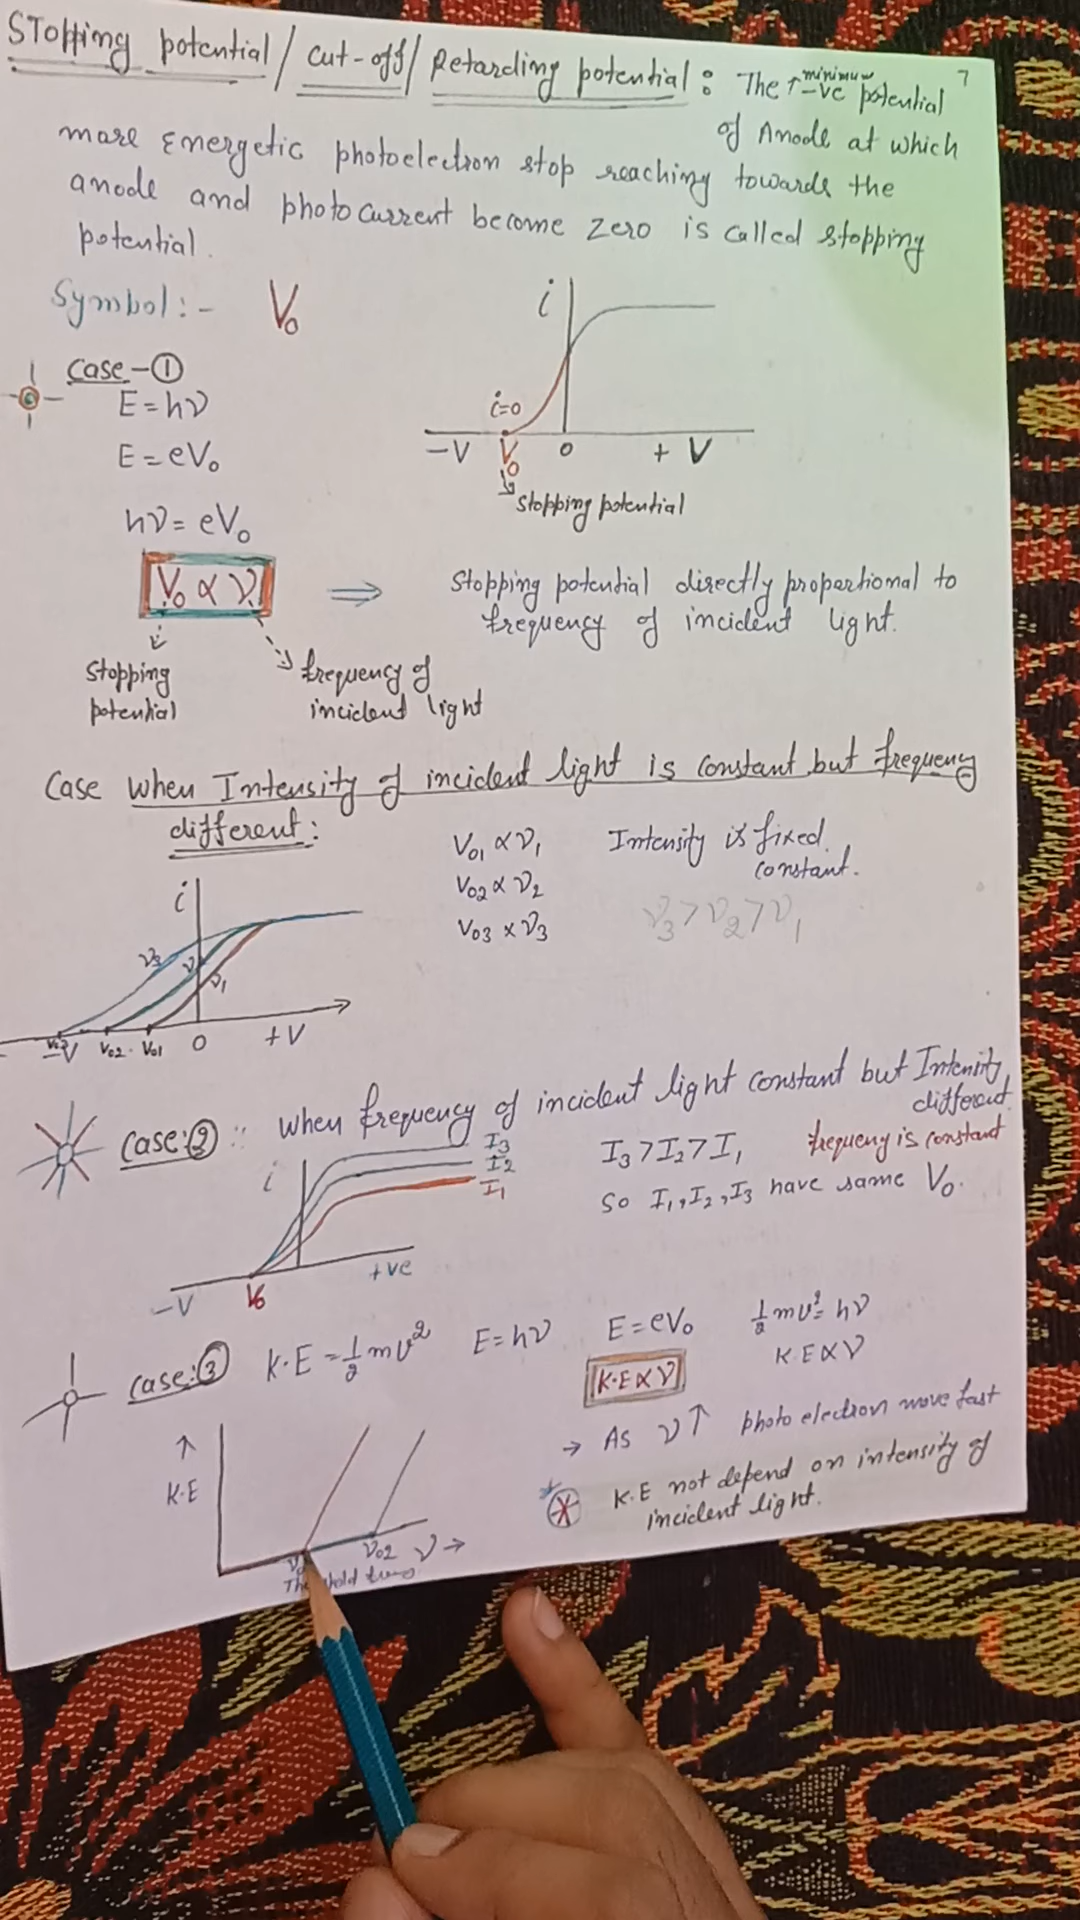 Stopping potential / cut-off / Retarding potential : The minimum -ve potential
7
of Anode at which
more Energetic photoelectron stop reaching towards the
anode and photocurrent become zero is called stopping
potential.
Symbol :- V₀
i
i=0
-V V₀ 0 + V
stopping potential
Case-①
E = hν
E = eV₀
hν = eV₀
V₀ ∝ ν ⇒ Stopping potential directly proportional to
frequency of incident light.
Stopping
potential
frequency of
incident light
Case when Intensity of incident light is constant but frequency
different :
V₀₁ ∝ ν₁ Intensity is fixed.
constant.
V₀₂ ∝ ν₂
V₀₃ ∝ ν₃ ν₃ > ν₂ > ν₁
i
ν₃ ν ν₁
-V V₀₂ V₀₁ 0 +V
Case:② :: When frequency of incident light constant but Intenity
different.
i
I₃
I₂
I₁
-V V₀ +ve
I₃ > I₂ > I₁ frequeny is constant
So I₁, I₂, I₃ have same V₀.
Case:③ K.E = ½ mv² E = hν E = eV₀ ½ mv² = hν
K.E ∝ ν K.E ∝ ν
→ As ν↑ photo electron move fast
* K.E not depend on intensity of
incident light.
↑
K.E
ν₀₂ ν →